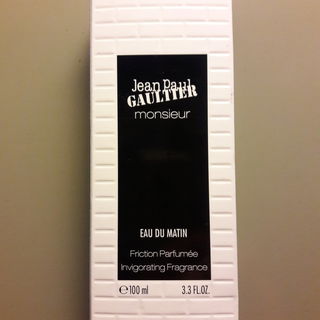 Jean Paul
GAULTIER
monsieur
EAU DU MATIN
Friction Parfumée
Invigorating Fragrance
℮ 100 ml 3.3 FL.OZ.